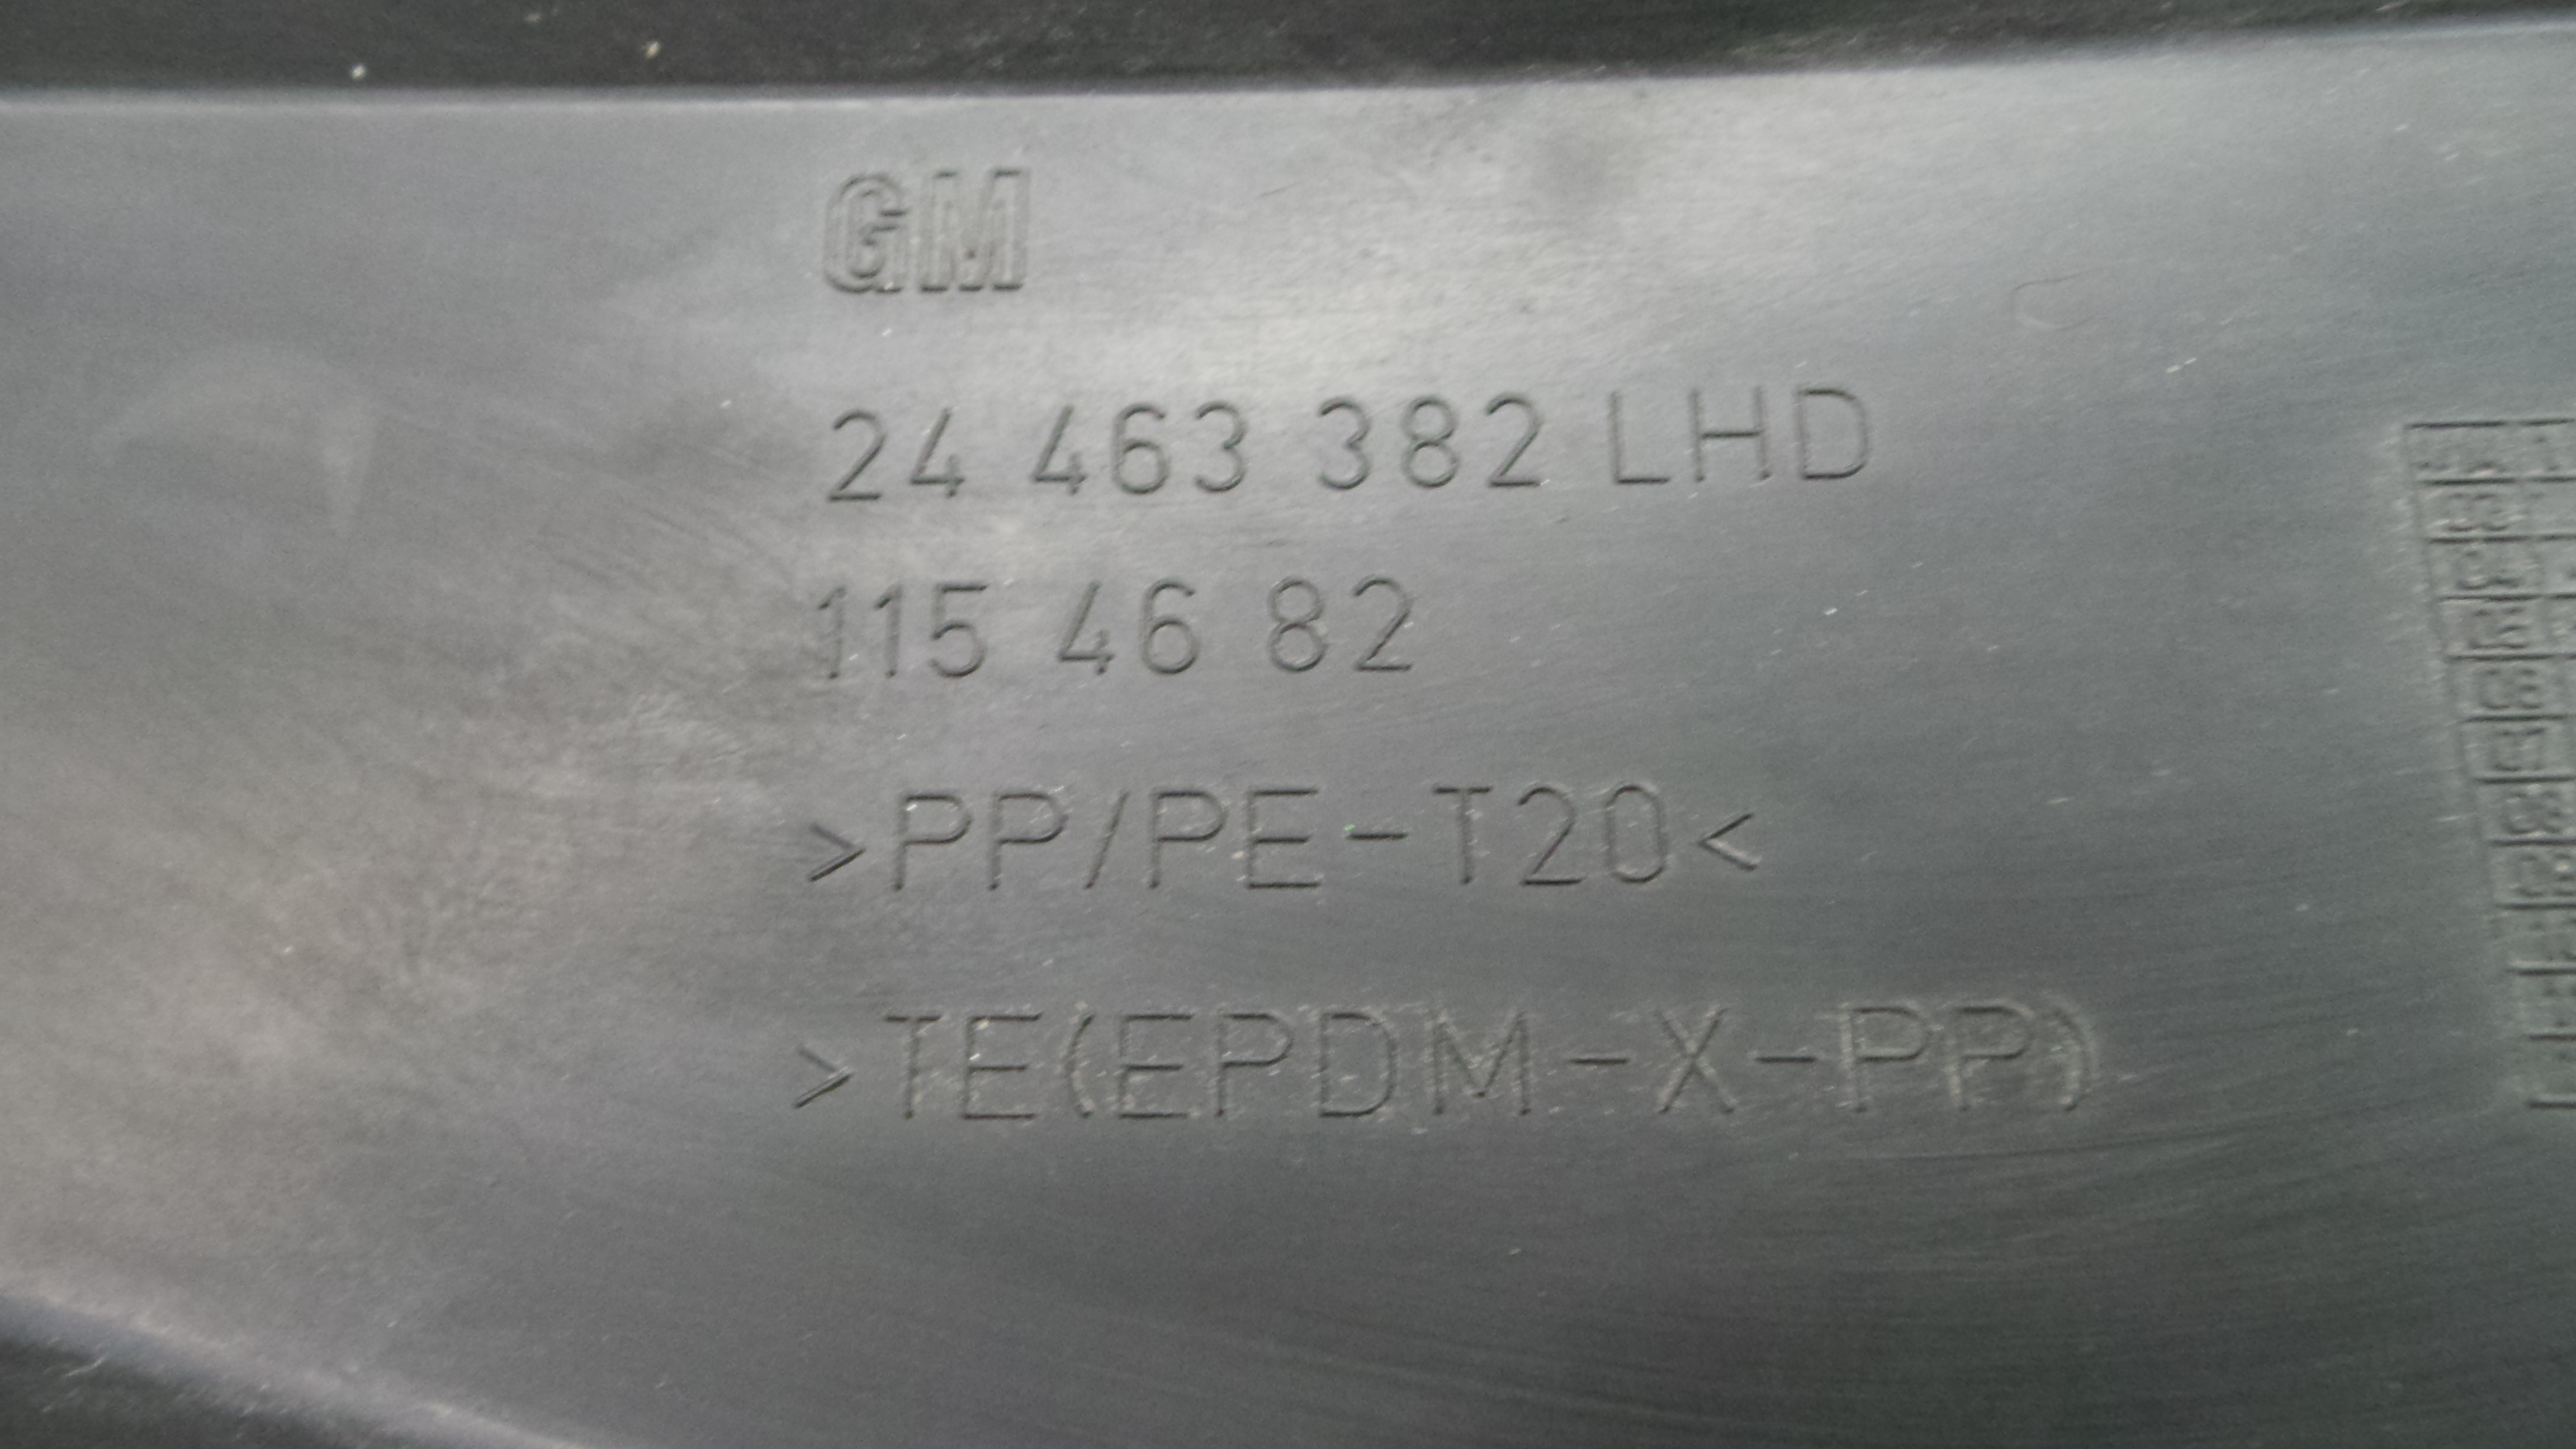 GM
24 463 382 LHD
115 46 82
>PP/PE-T20<
>TE(EPDM-X-PP)